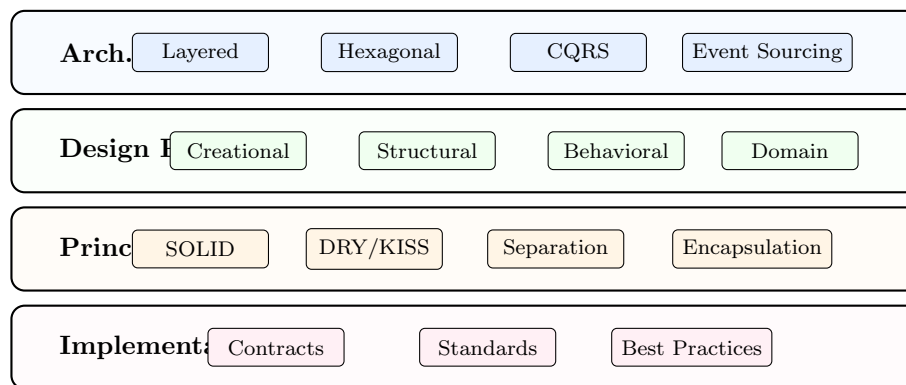 Arch. Layered Hexagonal CQRS Event Sourcing
Design Creational Structural Behavioral Domain
Princ SOLID DRY/KISS Separation Encapsulation
Implementa Contracts Standards Best Practices